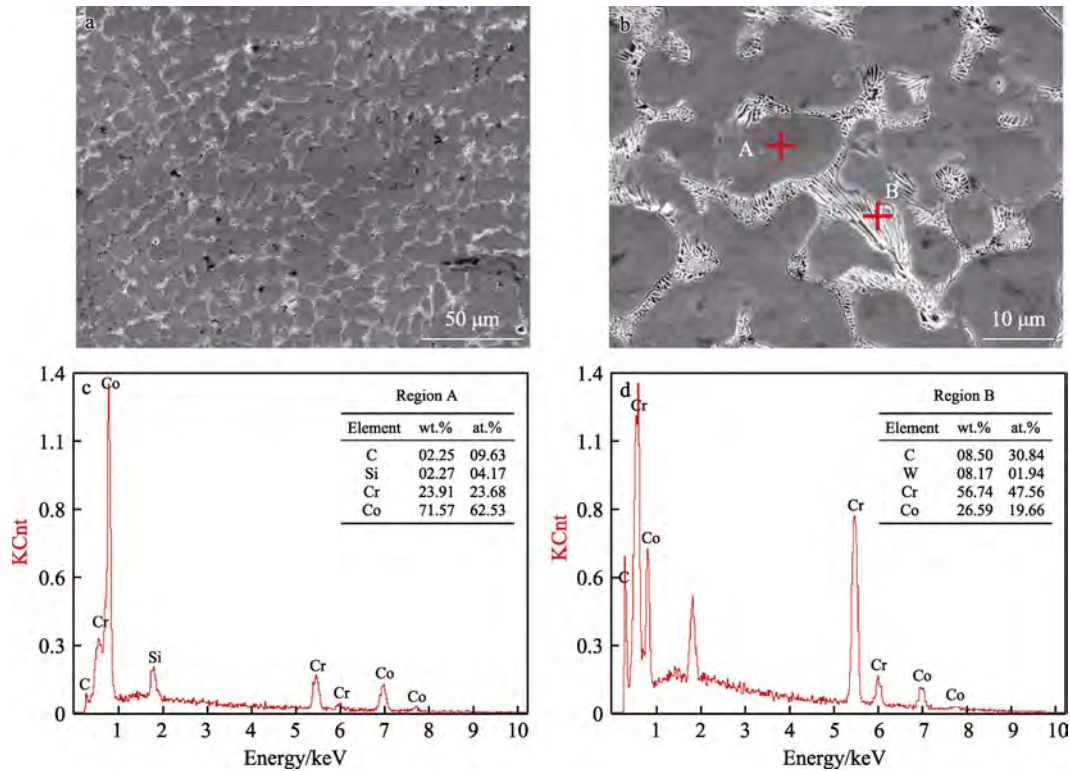 a
50 μm
b
A
B
10 μm
c
Co
Region A
Element wt.% at.%
C 02.25 09.63
Si 02.27 04.17
Cr 23.91 23.68
Co 71.57 62.53
Cr
C
Si
Cr
Cr
Co
Co
1.4
1.1
0.8
0.6
0.3
0
KCnt
1 2 3 4 5 6 7 8 9 10
Energy/keV
d
Cr
Region B
Element wt.% at.%
C 08.50 30.84
W 08.17 01.94
Cr 56.74 47.56
Co 26.59 19.66
Co
C
Cr
Cr
Co
Co
1.4
1.1
0.8
0.6
0.3
0
KCnt
1 2 3 4 5 6 7 8 9 10
Energy/keV